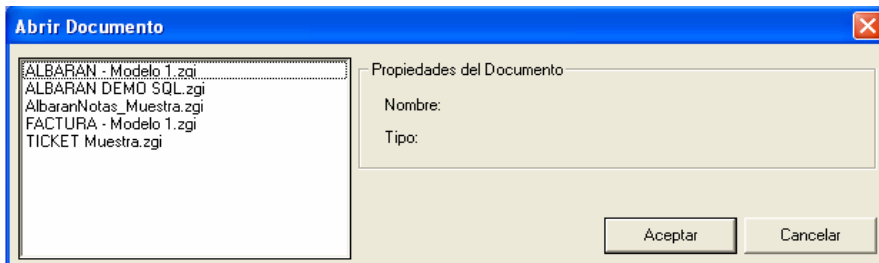 Abrir Documento
ALBARAN - Modelo 1.zgi
ALBARAN DEMO SQL.zgi
AlbaranNotas_Muestra.zgi
FACTURA - Modelo 1.zgi
TICKET Muestra.zgi
Propiedades del Documento
Nombre:
Tipo:
Aceptar
Cancelar